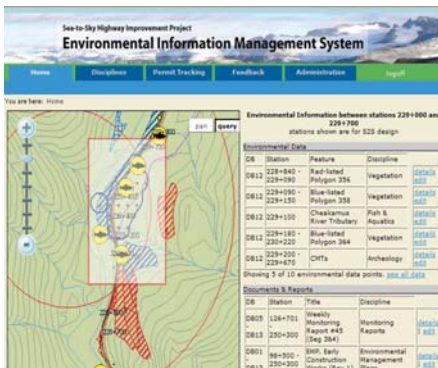 Sea-to-Sky Highway Improvement Project
Environmental Information Management System
Home Disciplines Permit Tracking Feedback Administration logoff
You are here: Home
pan query
Environmental Information between stations 229+000 and
229+700
stations shown are for S2S design
Environmental Data
DB Station Feature Discipline
DB12 228+840 - 229+090 Red-listed Polygon 356 Vegetation details edit
DB12 229+090 - 229+150 Blue-listed Polygon 358 Vegetation details edit
DB12 229+100 Cheakamus River Tributary Fish & Aquatics details edit
DB12 229+180 - 230+220 Blue-listed Polygon 364 Vegetation details edit
DB12 229+200 - 229+670 CMTs Archeology details edit
Showing 5 of 10 environmental data points. see all data
Documents & Reports
DB Station Title Discipline
DB05 - DB13 126+701 - 250+300 Weekly Monitoring Report #45 (Seg 3&4) Monitoring Reports details edit
DB01 98+500 - 250+300 EMP, Early Construction Environmental Management details